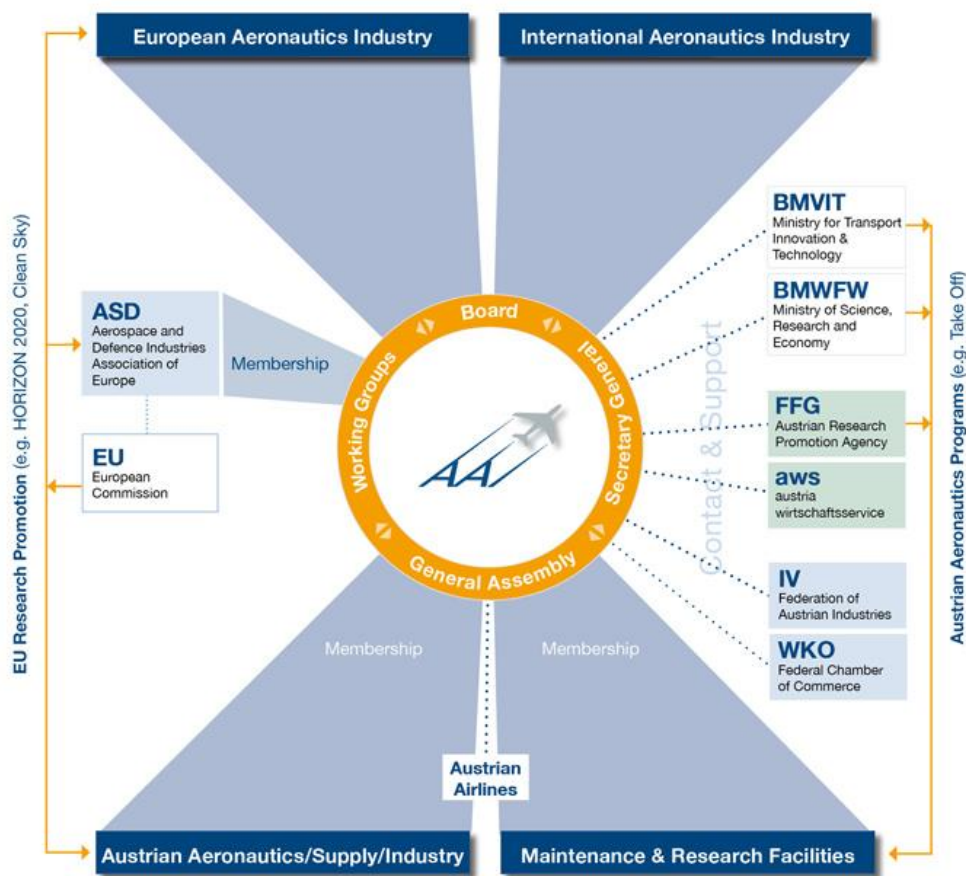 European Aeronautics Industry
International Aeronautics Industry
EU Research Promotion (e.g. HORIZON 2020, Clean Sky)
ASD
Aerospace and
Defence Industries
Association of
Europe
Membership
EU
European
Commission
Board
Working Groups
Secretary General
General Assembly
AAI
Contact & Support
BMVIT
Ministry for Transport
Innovation &
Technology
BMWFW
Ministry of Science,
Research and
Economy
FFG
Austrian Research
Promotion Agency
aws
austria
wirtschaftsservice
IV
Federation of
Austrian Industries
WKO
Federal Chamber
of Commerce
Austrian Aeronautics Programs (e.g. Take Off)
Membership
Membership
Austrian
Airlines
Austrian Aeronautics/Supply/Industry
Maintenance & Research Facilities